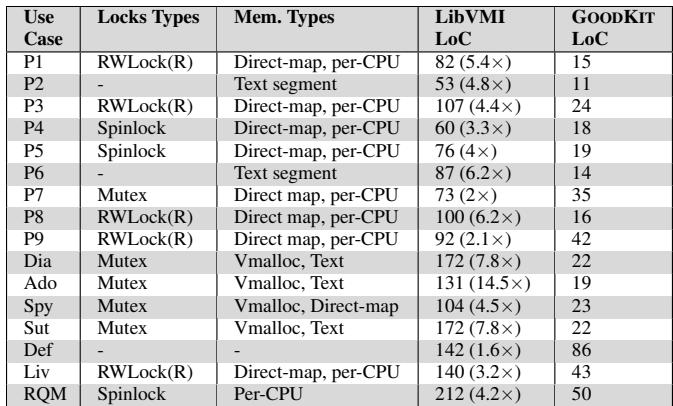 Use Case Locks Types Mem. Types LibVMI LoC GOODKIT LoC
P1 RWLock(R) Direct-map, per-CPU 82 (5.4×) 15
P2 - Text segment 53 (4.8×) 11
P3 RWLock(R) Direct-map, per-CPU 107 (4.4×) 24
P4 Spinlock Direct-map, per-CPU 60 (3.3×) 18
P5 Spinlock Direct-map, per-CPU 76 (4×) 19
P6 - Text segment 87 (6.2×) 14
P7 Mutex Direct map, per-CPU 73 (2×) 35
P8 RWLock(R) Direct map, per-CPU 100 (6.2×) 16
P9 RWLock(R) Direct map, per-CPU 92 (2.1×) 42
Dia Mutex Vmalloc, Text 172 (7.8×) 22
Ado Mutex Vmalloc, Text 131 (14.5×) 19
Spy Mutex Vmalloc, Direct-map 104 (4.5×) 23
Sut Mutex Vmalloc, Text 172 (7.8×) 22
Def - - 142 (1.6×) 86
Liv RWLock(R) Direct-map, per-CPU 140 (3.2×) 43
RQM Spinlock Per-CPU 212 (4.2×) 50